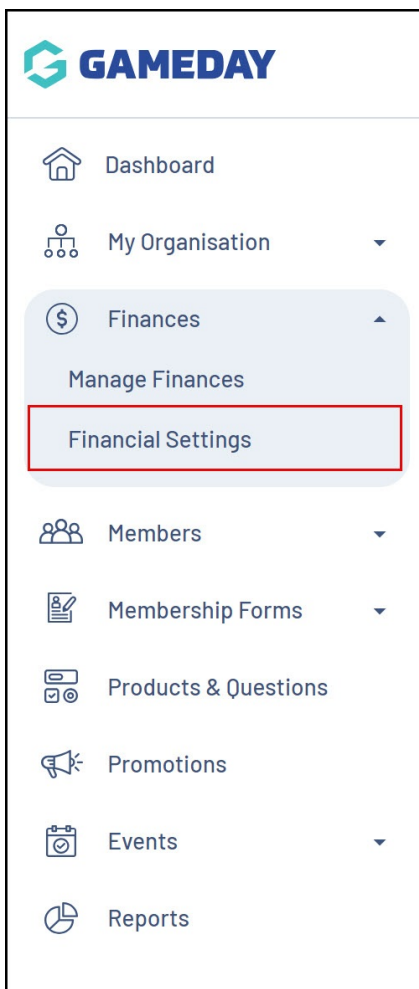 GAMEDAY
Dashboard
My Organisation
Finances
Manage Finances
Financial Settings
Members
Membership Forms
Products & Questions
Promotions
Events
Reports